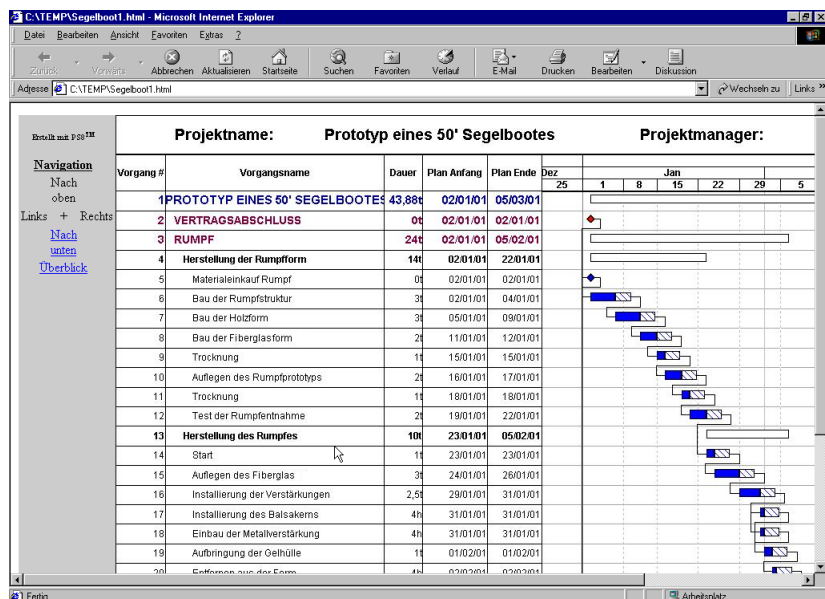 C:\TEMP\Segelboot1.html - Microsoft Internet Explorer
Datei Bearbeiten Ansicht Favoriten Extras ?
Zurück Vorwärts Abbrechen Aktualisieren Startseite Suchen Favoriten Verlauf E-Mail Drucken Bearbeiten Diskussion
Adresse C:\TEMP\Segelboot1.html Wechseln zu Links »
Erstellt mit PS8™
Navigation
Nach
oben
Links + Rechts
Nach
unten
Überblick
Projektname: Prototyp eines 50' Segelbootes Projektmanager:
Vorgang # Vorgangsname Dauer Plan Anfang Plan Ende Dez Jan
25 1 8 15 22 29 5
1 PROTOTYP EINES 50' SEGELBOOTES 43,88t 02/01/01 05/03/01
2 VERTRAGSABSCHLUSS 0t 02/01/01 02/01/01
3 RUMPF 24t 02/01/01 05/02/01
4 Herstellung der Rumpfform 14t 02/01/01 22/01/01
5 Materialeinkauf Rumpf 0t 02/01/01 02/01/01
6 Bau der Rumpfstruktur 3t 02/01/01 04/01/01
7 Bau der Holzform 3t 05/01/01 09/01/01
8 Bau der Fiberglasform 2t 11/01/01 12/01/01
9 Trocknung 1t 15/01/01 15/01/01
10 Auflegen des Rumpfprototyps 2t 16/01/01 17/01/01
11 Trocknung 1t 18/01/01 18/01/01
12 Test der Rumpfentnahme 2t 19/01/01 22/01/01
13 Herstellung des Rumpfes 10t 23/01/01 05/02/01
14 Start 1t 23/01/01 23/01/01
15 Auflegen des Fiberglas 3t 24/01/01 26/01/01
16 Installierung der Verstärkungen 2,5t 29/01/01 31/01/01
17 Installierung des Balsakerns 4h 31/01/01 31/01/01
18 Einbau der Metallverstärkung 4h 31/01/01 31/01/01
19 Aufbringung der Gelhülle 1t 01/02/01 01/02/01
20 Entfernen aus der Form 4h 02/02/01 02/02/01
Fertig Arbeitsplatz